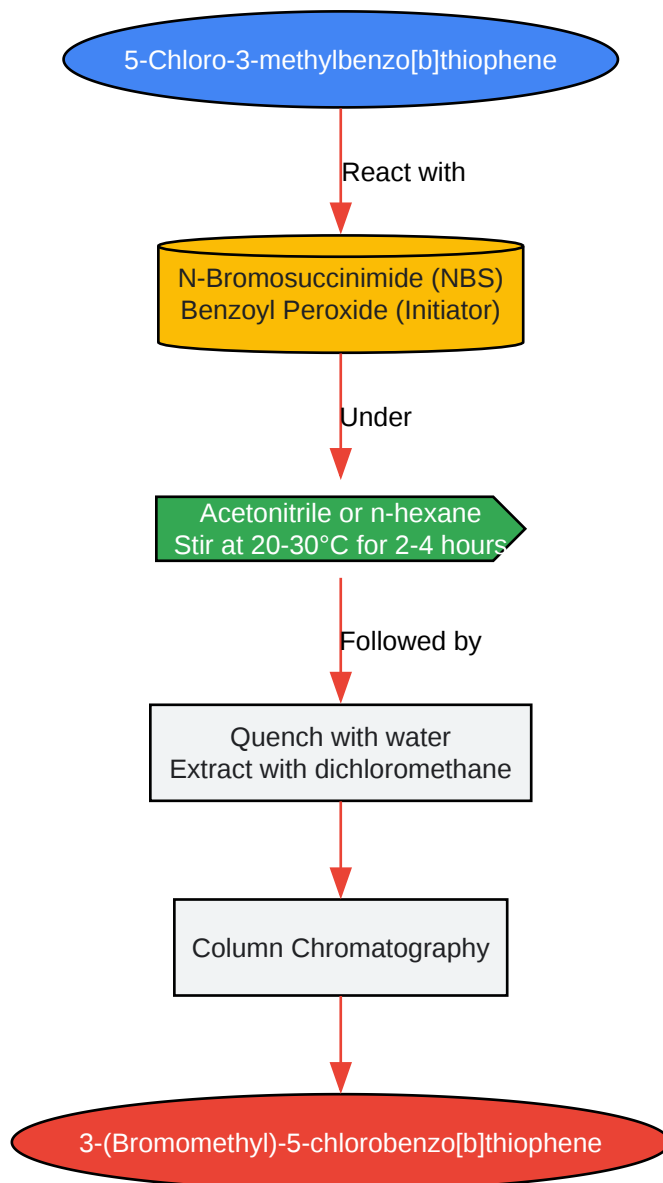 5-Chloro-3-methylbenzo[b]thiophene
React with
N-Bromosuccinimide (NBS)
Benzoyl Peroxide (Initiator)
Under
Acetonitrile or n-hexane
Stir at 20-30°C for 2-4 hours
Followed by
Quench with water
Extract with dichloromethane
Column Chromatography
3-(Bromomethyl)-5-chlorobenzo[b]thiophene